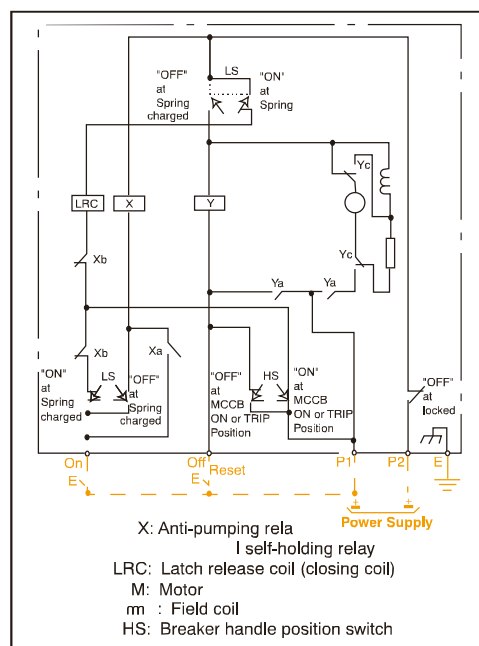 "OFF"
at
Spring
charged
LS
"ON"
at
Spring
Yc
LRC
X
Y
Yc
Xb
Ya
Ya
Xb
Xa
"ON"
at
Spring
charged
LS
"OFF"
at
Spring
charged
"OFF"
at
MCCB
ON or TRIP
Position
HS
"ON"
at
MCCB
ON or TRIP
Position
"OFF"
at
locked
On
Off
Reset
P1
P2
E
E
E
Power Supply
X: Anti-pumping rela
l self-holding relay
LRC: Latch release coil (closing coil)
M: Motor
m : Field coil
HS: Breaker handle position switch